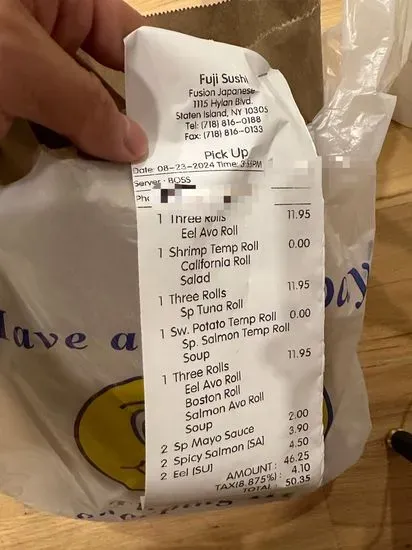 Fuji Sushi
Fusion Japanese
1115 Hylan Blvd.
Staten Island, NY 10305
Tel: (718) 816-0188
Fax: (718) 816-0133
Pick Up
Date: 08-23-2024 Time: PM
Server: BOSS
1 Three Rolls 11.95
Eel Avo Roll
1 Shrimp Temp Roll 0.00
California Roll
Salad
1 Three Rolls 11.95
Sp Tuna Roll
1 Sw. Potato Temp Roll 0.00
Sp. Salmon Temp Roll
Soup
1 Three Rolls 11.95
Eel Avo Roll
Boston Roll
Salmon Avo Roll
Soup
2 Sp Mayo Sauce 2.00
2 Spicy Salmon (SA) 3.90
2 Eel (SU) 4.50
AMOUNT: 46.25
TAX(8.875%): 4.10
TOTAL: 50.35
Have a